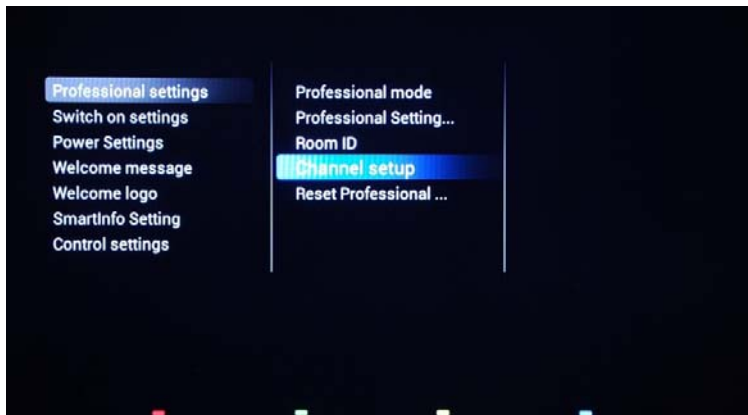 Professional settings
Switch on settings
Power Settings
Welcome message
Welcome logo
SmartInfo Setting
Control settings
Professional mode
Professional Setting...
Room ID
Channel setup
Reset Professional ...